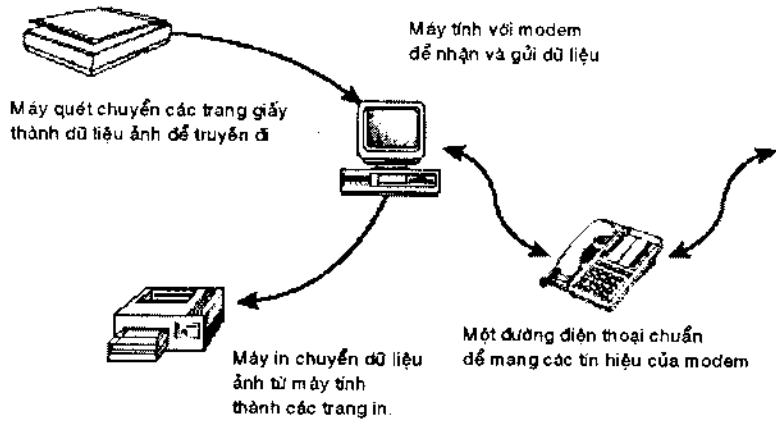 Máy tính với modem
để nhận và gửi dữ liệu
Máy quét chuyển các trang giấy
thành dữ liệu ảnh để truyền đi
Một đường điện thoại chuẩn
để mang các tín hiệu của modem
Máy in chuyển dữ liệu
ảnh từ máy tính
thành các trang in.